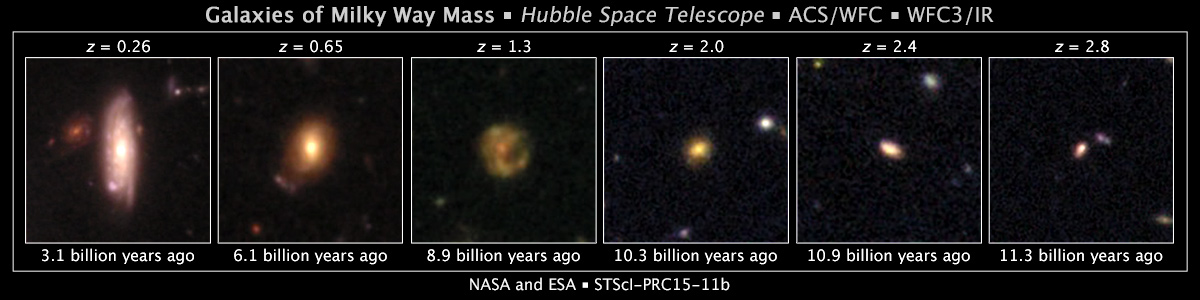 Galaxies of Milky Way Mass ▪ Hubble Space Telescope ▪ ACS/WFC ▪ WFC3/IR
z = 0.26
z = 0.65
z = 1.3
z = 2.0
z = 2.4
z = 2.8
3.1 billion years ago
6.1 billion years ago
8.9 billion years ago
10.3 billion years ago
10.9 billion years ago
11.3 billion years ago
NASA and ESA ▪ STScI-PRC15-11b